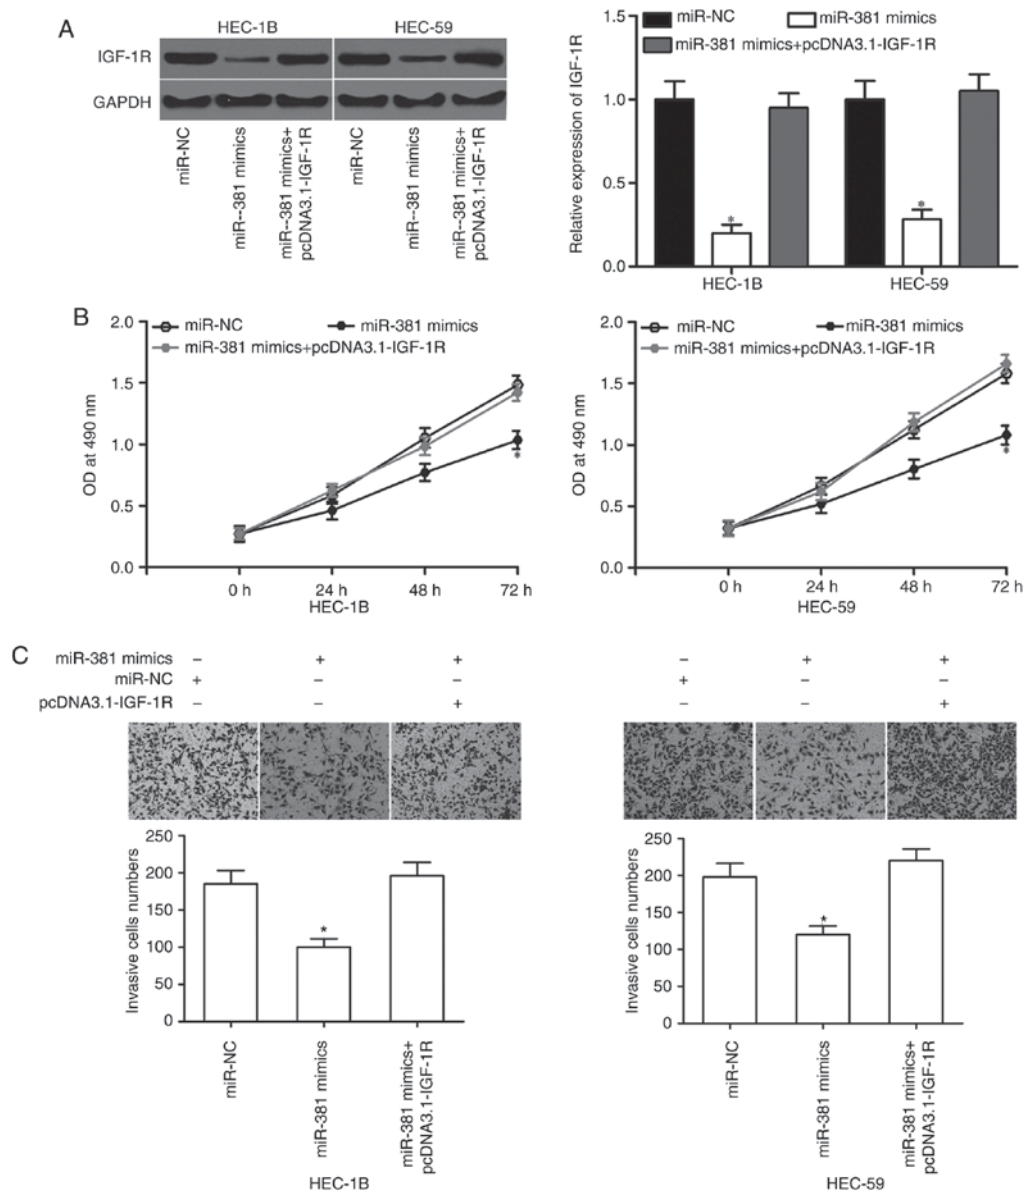 A
HEC-1B
HEC-59
IGF-1R
GAPDH
miR-NC
miR--381 mimics
miR--381 mimics+
pcDNA3.1-IGF-1R
miR-NC
miR--381 mimics
miR--381 mimics+
pcDNA3.1-IGF-1R
miR-NC
miR-381 mimics
miR-381 mimics+pcDNA3.1-IGF-1R
Relative expression of IGF-1R
1.5
1.0
0.5
0.0
*
*
HEC-1B
HEC-59
B
miR-NC
miR-381 mimics
miR-381 mimics+pcDNA3.1-IGF-1R
OD at 490 nm
2.0
1.5
1.0
0.5
0.0
*
0 h
24 h
48 h
72 h
HEC-1B
miR-NC
miR-381 mimics
miR-381 mimics+pcDNA3.1-IGF-1R
OD at 490 nm
2.0
1.5
1.0
0.5
0.0
*
0 h
24 h
48 h
72 h
HEC-59
C
miR-381 mimics – + +
miR-NC + – –
pcDNA3.1-IGF-1R – – +
– + +
+ – –
– – +
Invasive cells numbers
250
200
150
100
50
0
*
miR-NC
miR-381 mimics
miR-381 mimics+
pcDNA3.1-IGF-1R
HEC-1B
Invasive cells numbers
250
200
150
100
50
0
*
miR-NC
miR-381 mimics
miR-381 mimics+
pcDNA3.1-IGF-1R
HEC-59